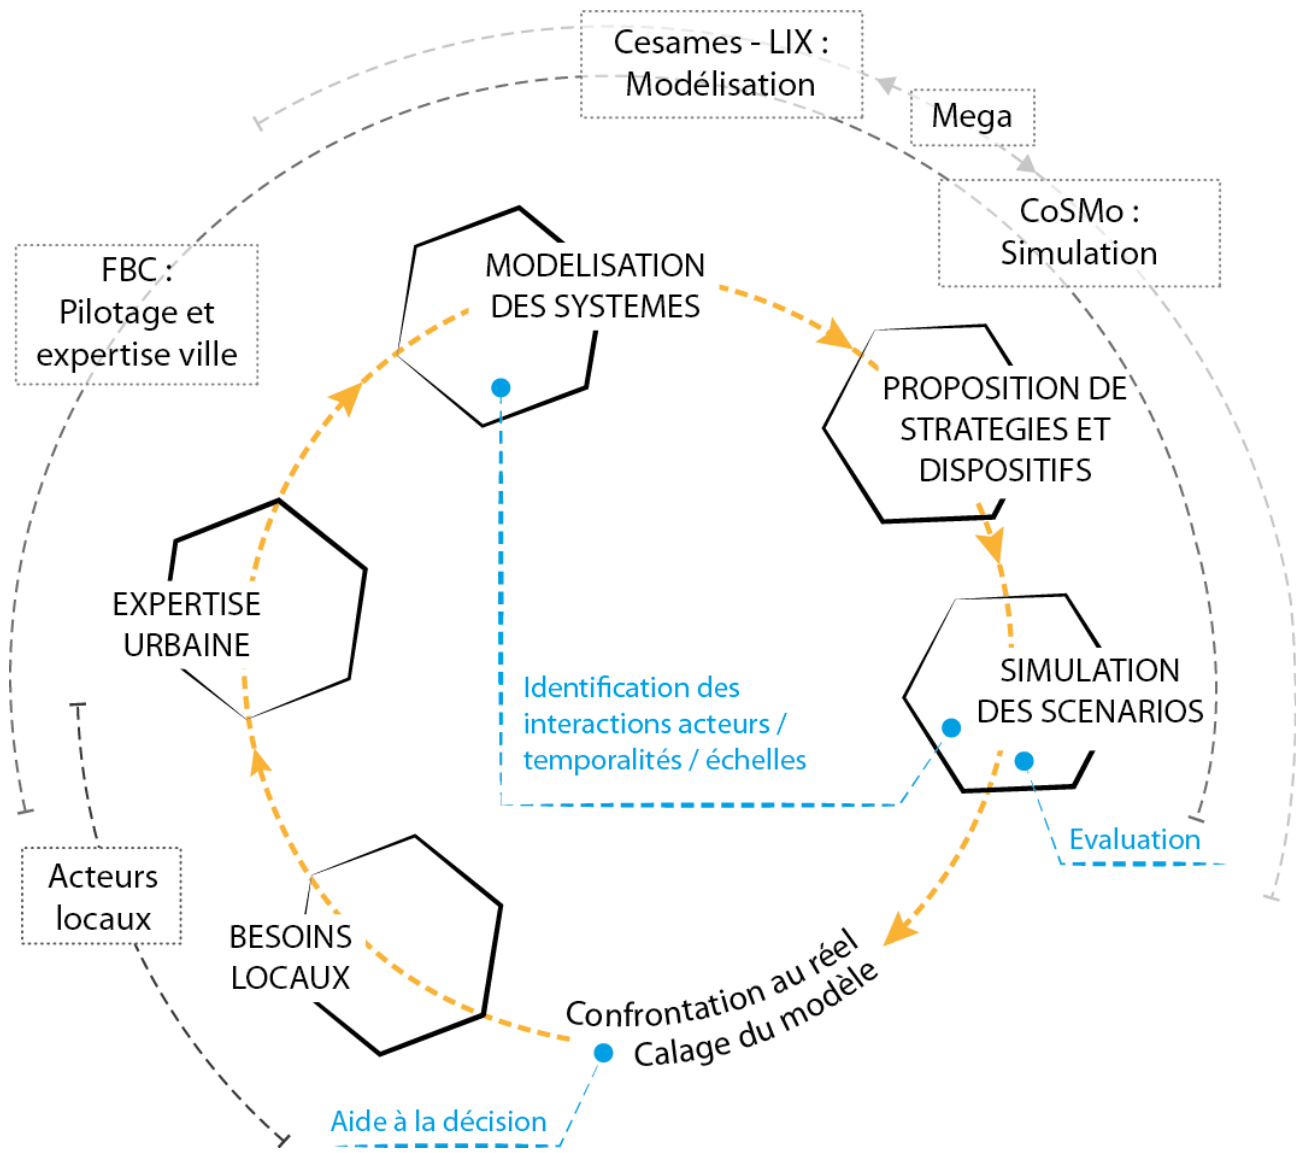 Cesames - LIX :
Modélisation
Mega
CoSMo :
Simulation
FBC :
Pilotage et
expertise ville
MODELISATION
DES SYSTEMES
PROPOSITION DE
STRATEGIES ET
DISPOSITIFS
EXPERTISE
URBAINE
SIMULATION
DES SCENARIOS
Identification des
interactions acteurs /
temporalités / échelles
Evaluation
Acteurs
locaux
BESOINS
LOCAUX
Confrontation au réel
Calage du modèle
Aide à la décision